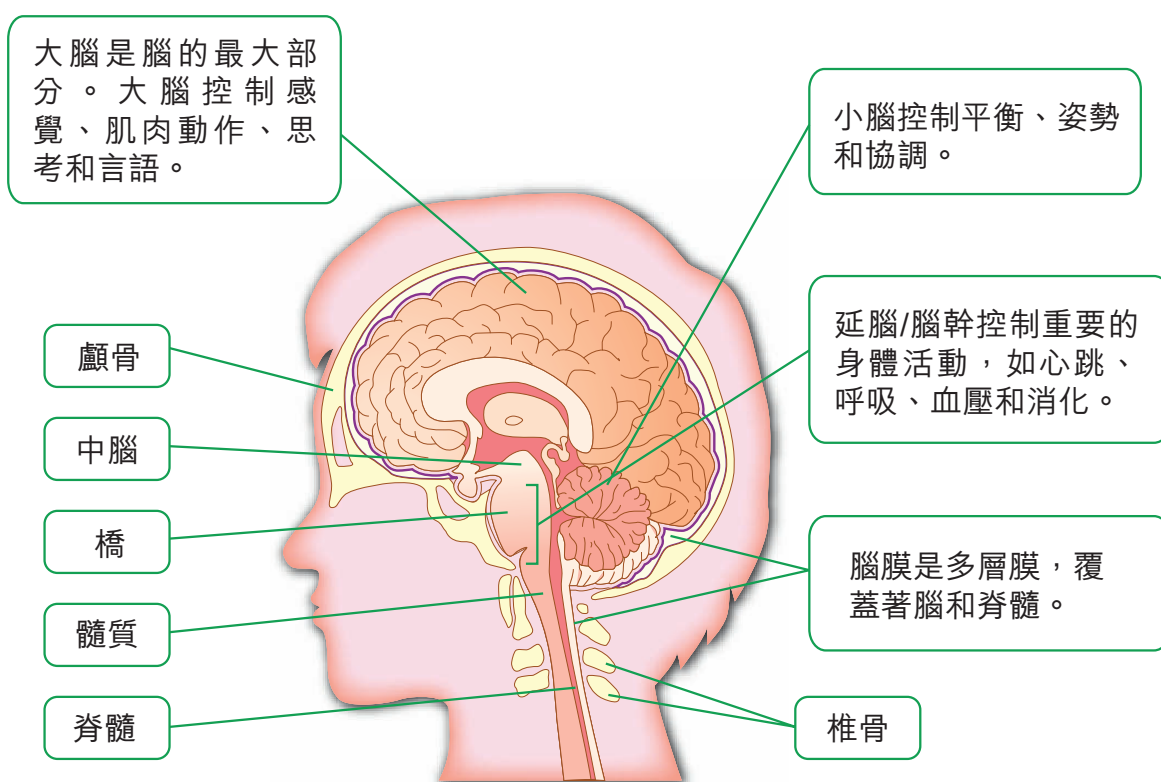 大腦是腦的最大部
分。大腦控制感
覺、肌肉動作、思
考和言語。
小腦控制平衡、姿勢
和協調。
延腦/腦幹控制重要的
身體活動，如心跳、
呼吸、血壓和消化。
腦膜是多層膜，覆
蓋著腦和脊髓。
顱骨
中腦
橋
髓質
脊髓
椎骨